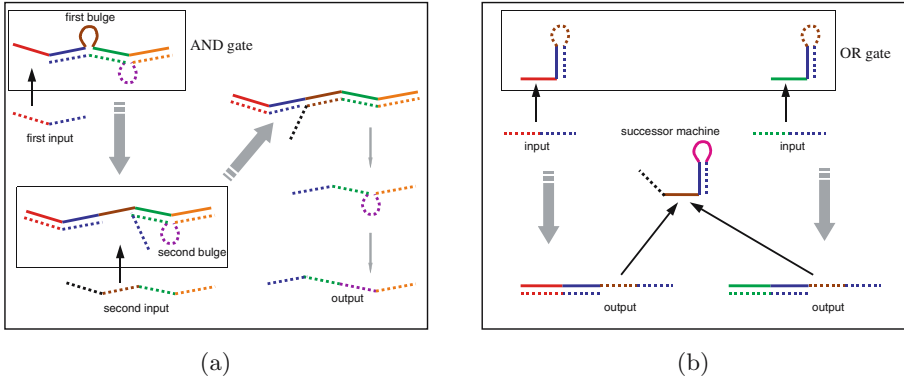 first bulge
AND gate
first input
second bulge
second input
output
(a)
OR gate
input
input
successor machine
output
output
(b)